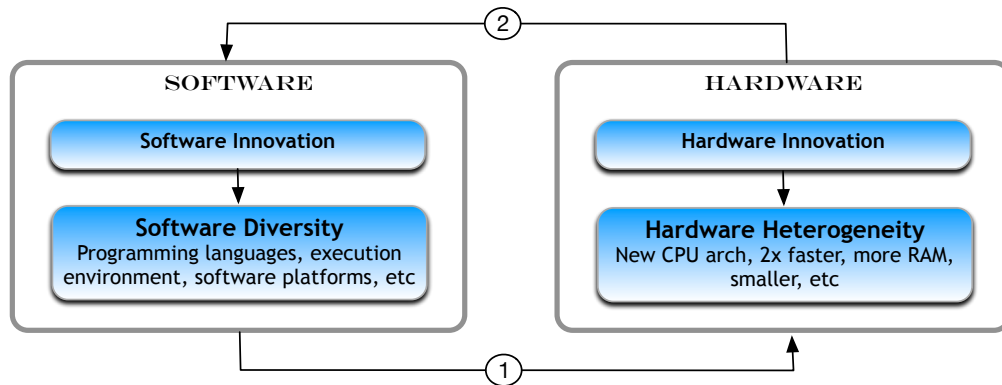 2
SOFTWARE
Software Innovation
Software Diversity
Programming languages, execution
environment, software platforms, etc
HARDWARE
Hardware Innovation
Hardware Heterogeneity
New CPU arch, 2x faster, more RAM,
smaller, etc
1